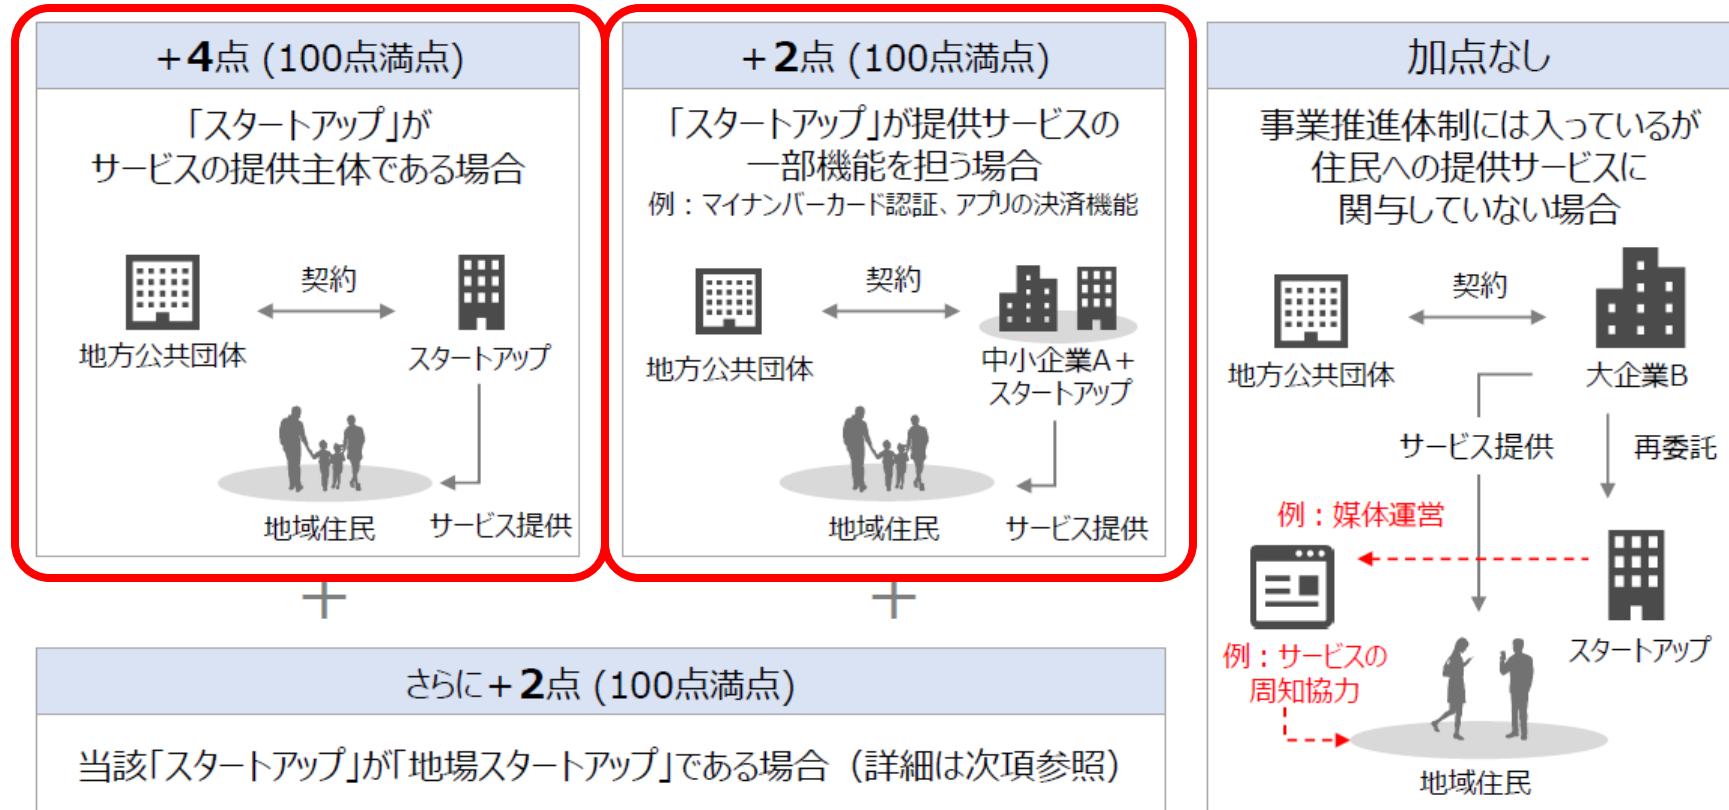 +4点 (100点満点)
「スタートアップ」が
サービスの提供主体である場合
契約
地方公共団体
スタートアップ
地域住民
サービス提供
+
+2点 (100点満点)
「スタートアップ」が提供サービスの
一部機能を担う場合
例：マイナンバーカード認証、アプリの決済機能
契約
地方公共団体
中小企業A＋
スタートアップ
地域住民
サービス提供
+
さらに+2点 (100点満点)
当該「スタートアップ」が「地場スタートアップ」である場合（詳細は次項参照）
加点なし
事業推進体制には入っているが
住民への提供サービスに
関与していない場合
契約
地方公共団体
大企業B
サービス提供
再委託
例：媒体運営
スタートアップ
例：サービスの
周知協力
地域住民